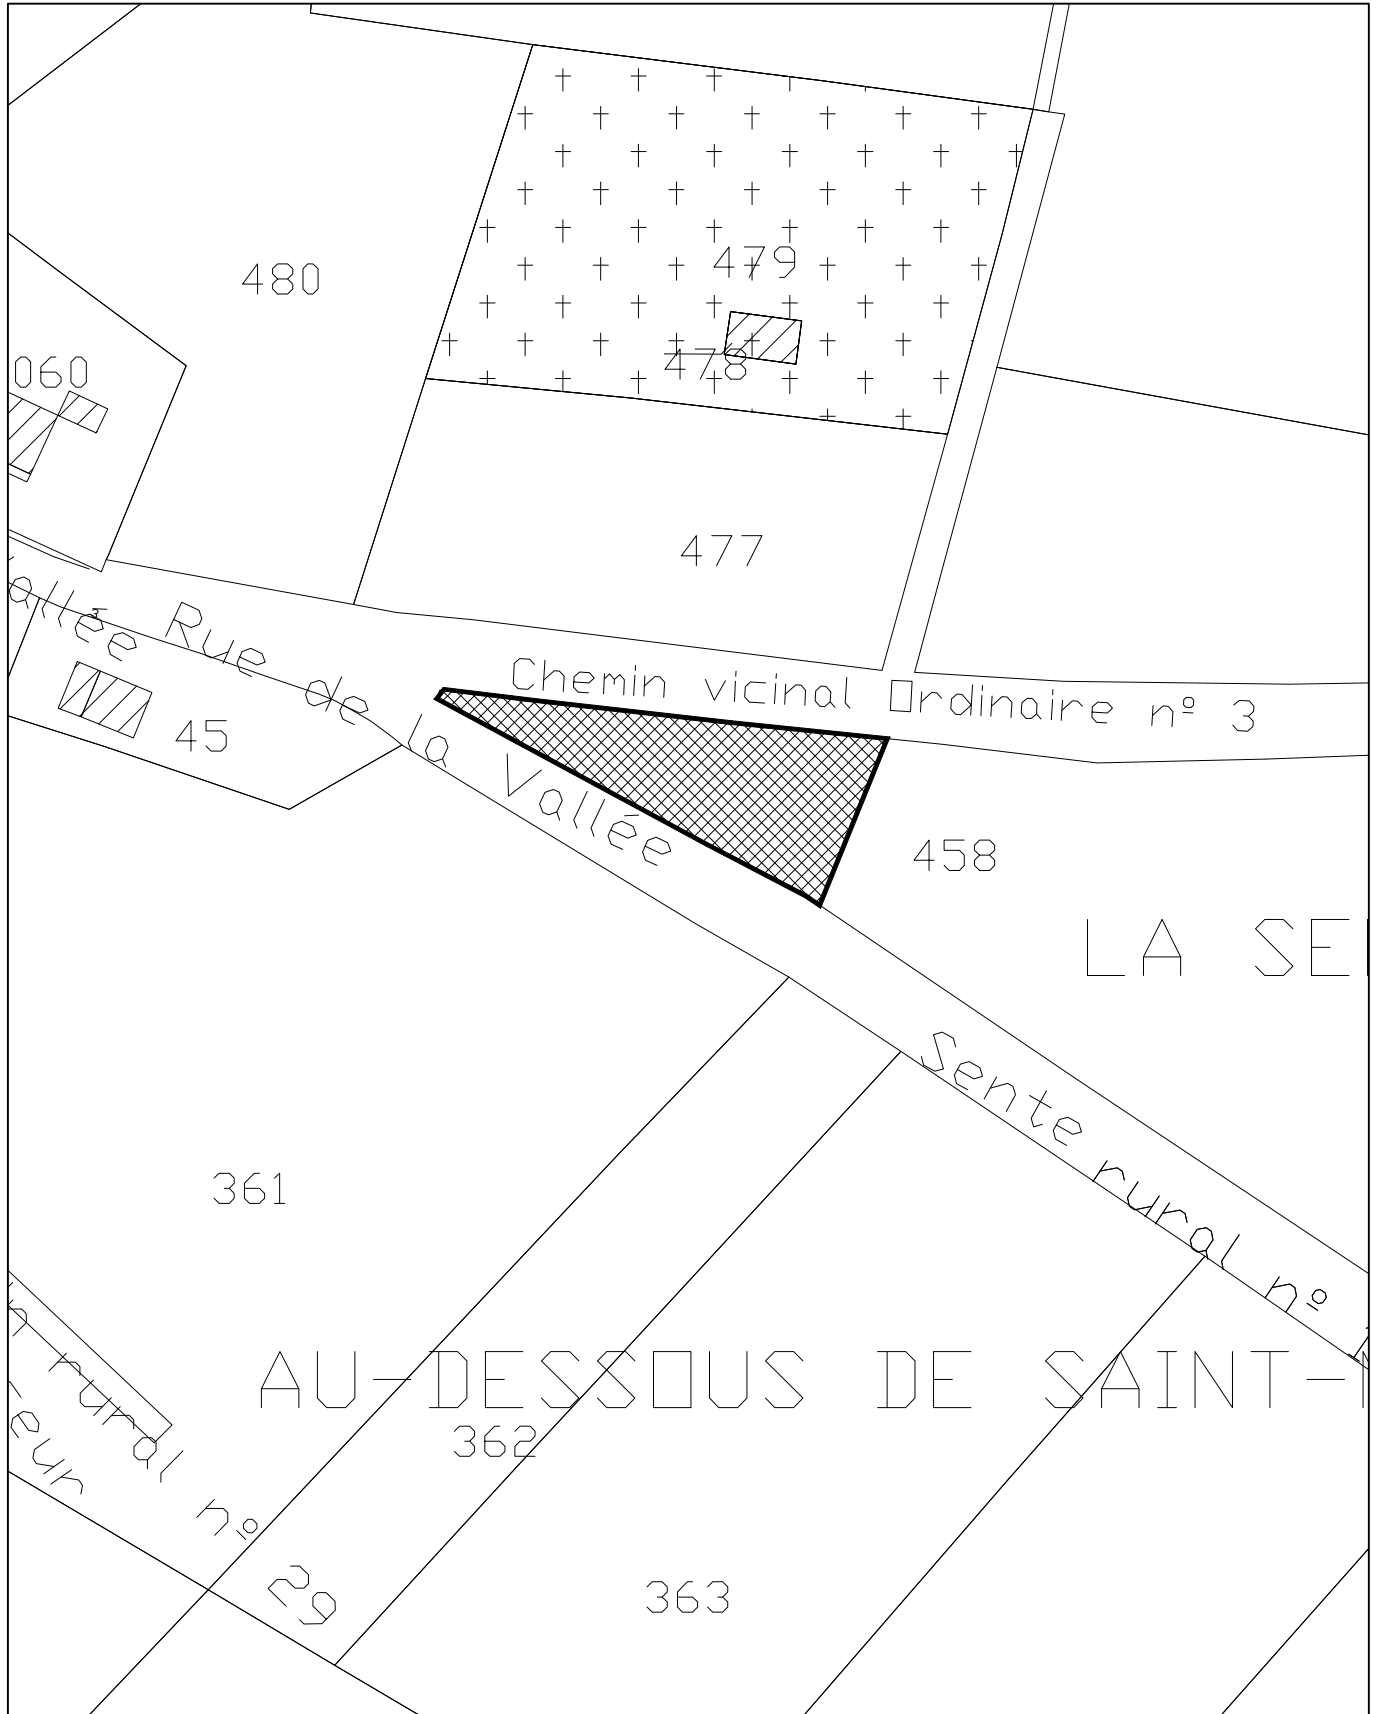 479
480
478
060
477
allée Rue de la Vallée
Chemin vicinal Ordinaire nº 3
45
458
LA SE
Sente rural nº
361
AU-DESSOUS DE SAINT-
362
rural nº 29
eur
363